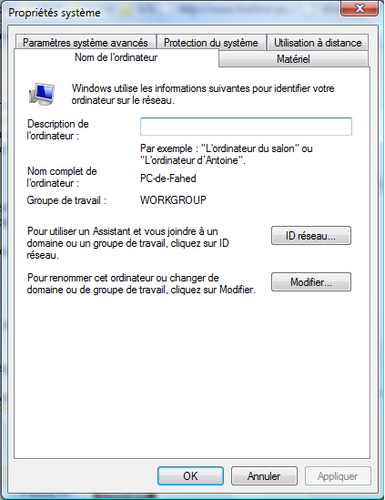 Propriétés système
Paramètres système avancés Protection du système Utilisation à distance
Nom de l'ordinateur Matériel
Windows utilise les informations suivantes pour identifier votre
ordinateur sur le réseau.
Description de
l'ordinateur :
Par exemple : "L'ordinateur du salon" ou
"L'ordinateur d'Antoine".
Nom complet de
l'ordinateur :
PC-de-Fahed
Groupe de travail : WORKGROUP
Pour utiliser un Assistant et vous joindre à un
domaine ou un groupe de travail, cliquez sur ID
réseau.
ID réseau...
Pour renommer cet ordinateur ou changer de
domaine ou de groupe de travail, cliquez sur Modifier.
Modifier...
OK Annuler Appliquer